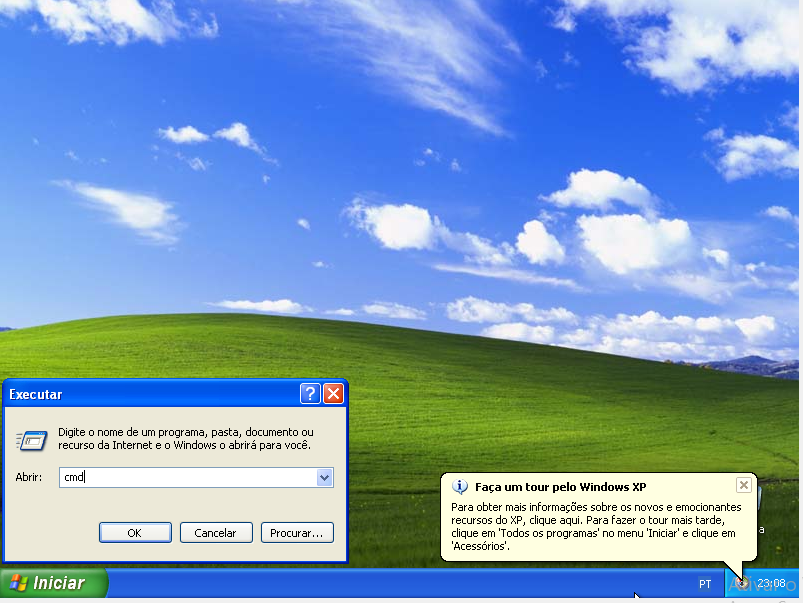 Executar
Digite o nome de um programa, pasta, documento ou
recurso da Internet e o Windows o abrirá para você.
Abrir:
cmd
OK
Cancelar
Procurar...
Faça um tour pelo Windows XP
Para obter mais informações sobre os novos e emocionantes
recursos do XP, clique aqui. Para fazer o tour mais tarde,
clique em 'Todos os programas' no menu 'Iniciar' e clique em
'Acessórios'.
Iniciar
PT
23:08